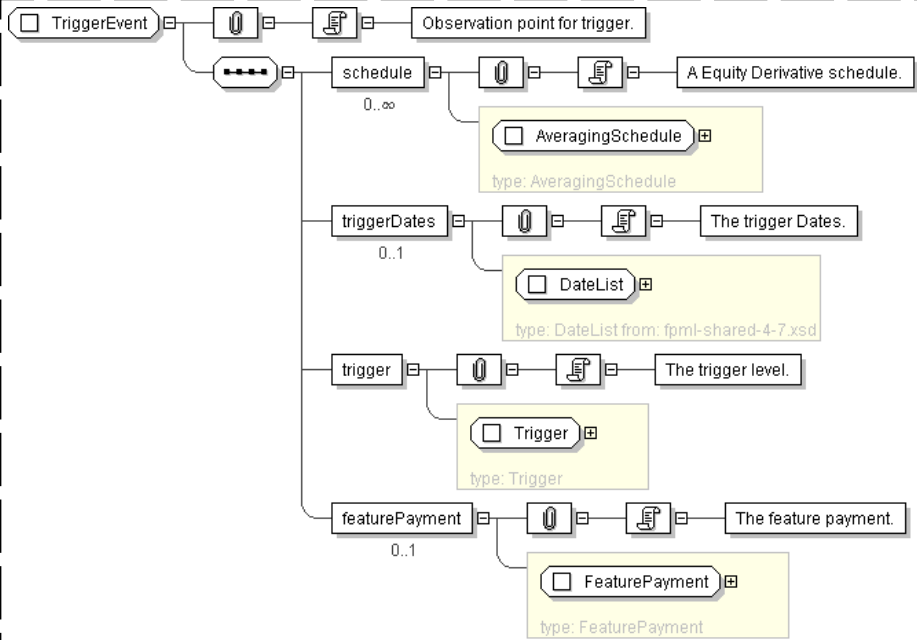 TriggerEvent
Observation point for trigger.
schedule
A Equity Derivative schedule.
0..∞
AveragingSchedule
type: AveragingSchedule
triggerDates
The trigger Dates.
0..1
DateList
type: DateList from: fpml-shared-4-7.xsd
trigger
The trigger level.
Trigger
type: Trigger
featurePayment
The feature payment.
0..1
FeaturePayment
type: FeaturePayment